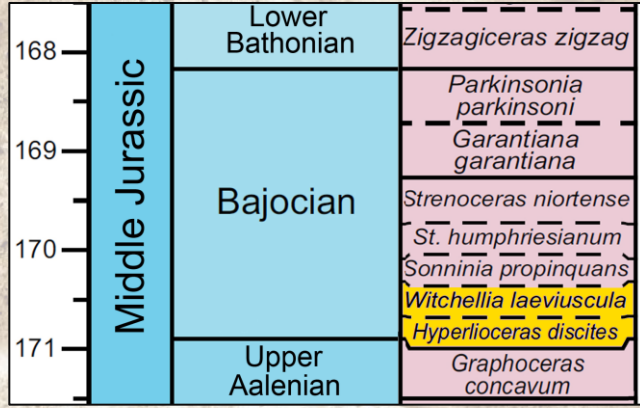 168
169
170
171
Middle Jurassic
Lower
Bathonian
Bajocian
Upper
Aalenian
Zigzagiceras zigzag
Parkinsonia
parkinsoni
Garantiana
garantiana
Strenoceras niortense
St. humphriesianum
Sonninia propinquans
Witchellia laeviuscula
Hyperlioceras discites
Graphoceras
concavum